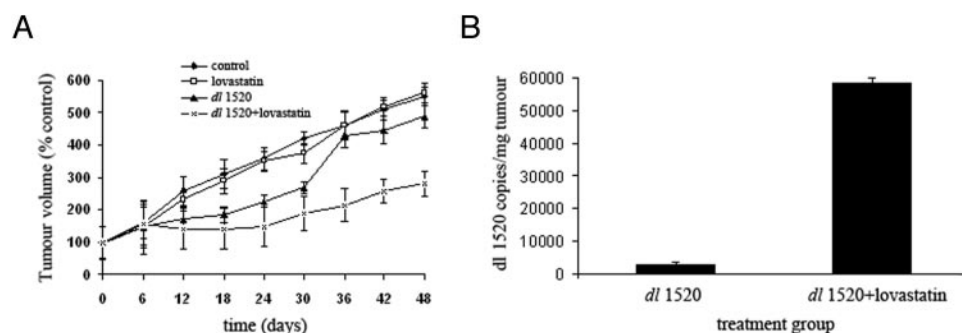 A
Tumour volume (% control)
600
500
400
300
200
100
0
control
lovastatin
dl 1520
dl 1520+lovastatin
0 6 12 18 24 30 36 42 48
time (days)
B
dl 1520 copies/mg tumour
60000
50000
40000
30000
20000
10000
0
dl 1520 dl 1520+lovastatin
treatment group